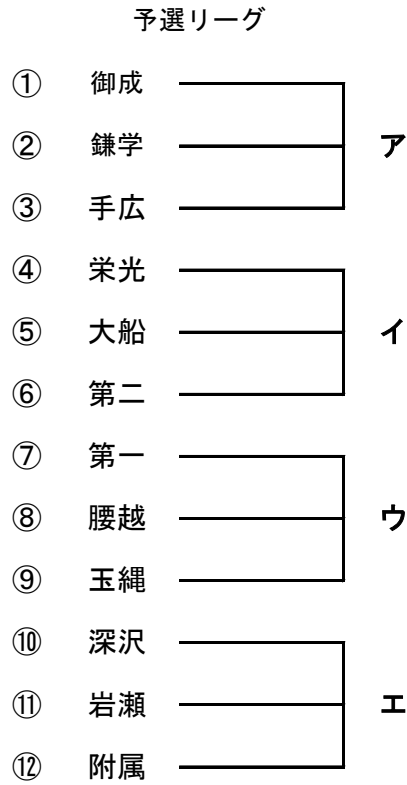 予選リーグ
① 御成
② 鎌学 ア
③ 手広
④ 栄光
⑤ 大船 イ
⑥ 第二
⑦ 第一
⑧ 腰越 ウ
⑨ 玉縄
⑩ 深沢
⑪ 岩瀬 エ
⑫ 附属